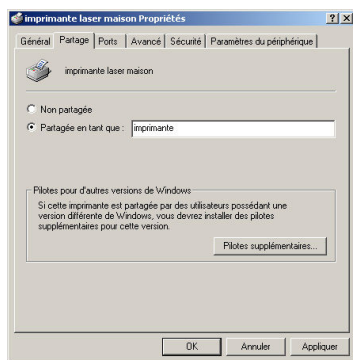 imprimante laser maison Propriétés
Général Partage Ports Avancé Sécurité Paramètres du périphérique
imprimante laser maison
Non partagée
Partagée en tant que : imprimante
Pilotes pour d'autres versions de Windows
Si cette imprimante est partagée par des utilisateurs possédant une
version différente de Windows, vous devrez installer des pilotes
supplémentaires pour cette version.
Pilotes supplémentaires...
OK Annuler Appliquer